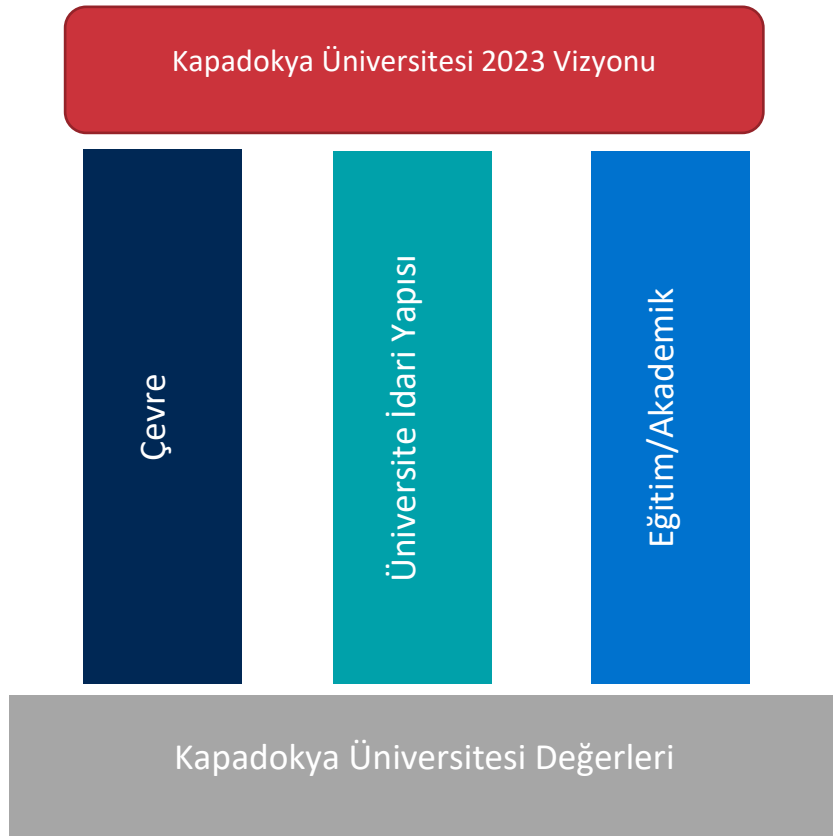 Kapadokya Üniversitesi 2023 Vizyonu
Çevre
Üniversite İdari Yapısı
Eğitim/Akademik
Kapadokya Üniversitesi Değerleri